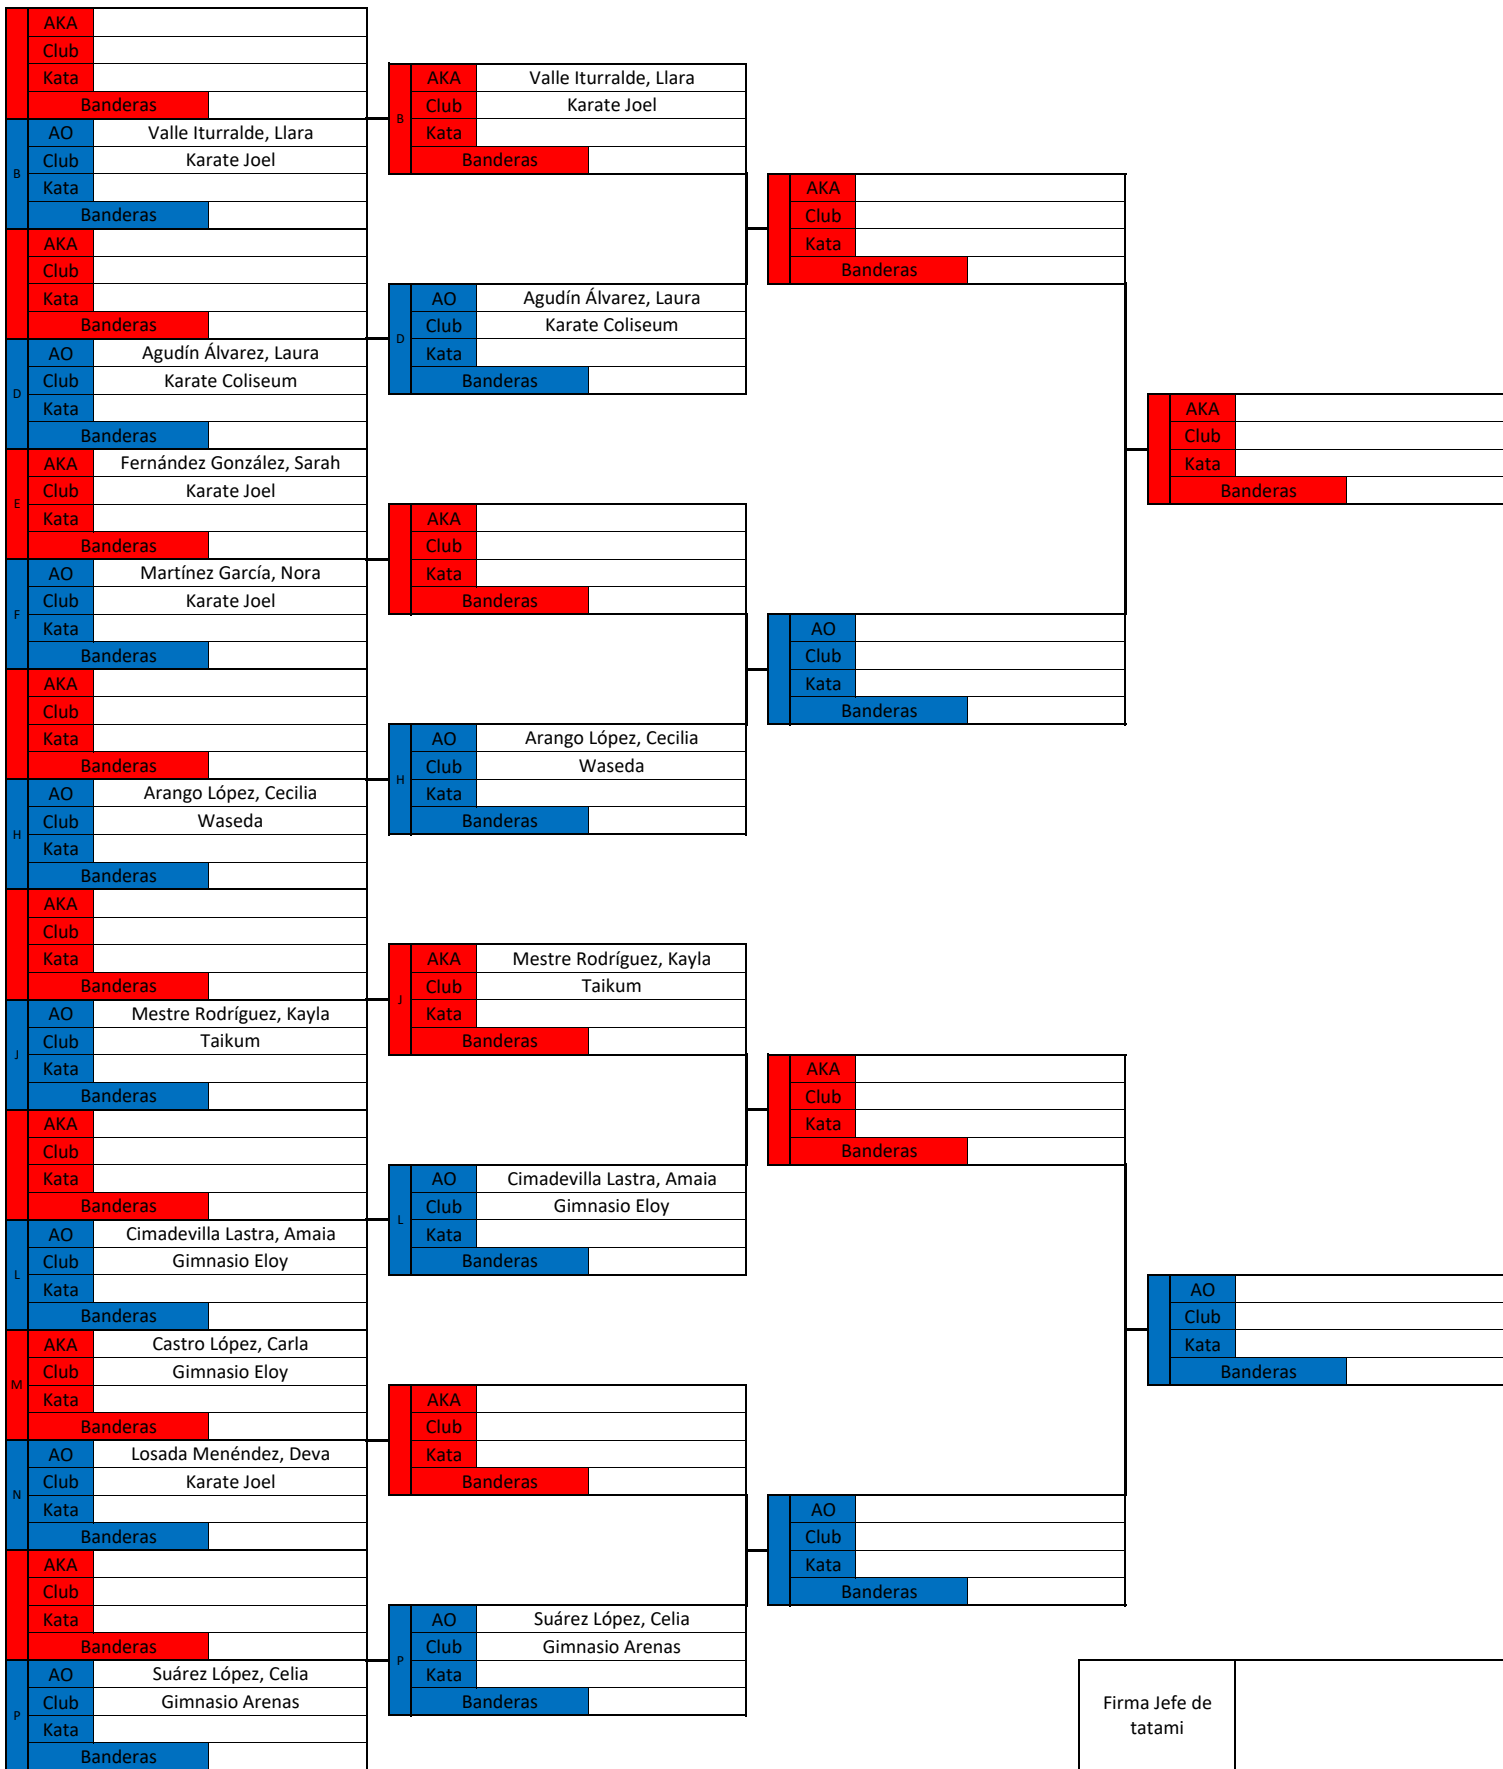 AKA
Club
Kata
Banderas
B
AO Valle Iturralde, Llara
Club Karate Joel
Kata
Banderas
AKA
Club
Kata
Banderas
D
AO Agudín Álvarez, Laura
Club Karate Coliseum
Kata
Banderas
E
AKA Fernández González, Sarah
Club Karate Joel
Kata
Banderas
F
AO Martínez García, Nora
Club Karate Joel
Kata
Banderas
AKA
Club
Kata
Banderas
H
AO Arango López, Cecilia
Club Waseda
Kata
Banderas
AKA
Club
Kata
Banderas
J
AO Mestre Rodríguez, Kayla
Club Taikum
Kata
Banderas
AKA
Club
Kata
Banderas
L
AO Cimadevilla Lastra, Amaia
Club Gimnasio Eloy
Kata
Banderas
M
AKA Castro López, Carla
Club Gimnasio Eloy
Kata
Banderas
N
AO Losada Menéndez, Deva
Club Karate Joel
Kata
Banderas
AKA
Club
Kata
Banderas
P
AO Suárez López, Celia
Club Gimnasio Arenas
Kata
Banderas
B
AKA Valle Iturralde, Llara
Club Karate Joel
Kata
Banderas
D
AO Agudín Álvarez, Laura
Club Karate Coliseum
Kata
Banderas
AKA
Club
Kata
Banderas
H
AO Arango López, Cecilia
Club Waseda
Kata
Banderas
J
AKA Mestre Rodríguez, Kayla
Club Taikum
Kata
Banderas
L
AO Cimadevilla Lastra, Amaia
Club Gimnasio Eloy
Kata
Banderas
AKA
Club
Kata
Banderas
P
AO Suárez López, Celia
Club Gimnasio Arenas
Kata
Banderas
AKA
Club
Kata
Banderas
AO
Club
Kata
Banderas
AKA
Club
Kata
Banderas
AO
Club
Kata
Banderas
AKA
Club
Kata
Banderas
AO
Club
Kata
Banderas
Firma Jefe de
tatami